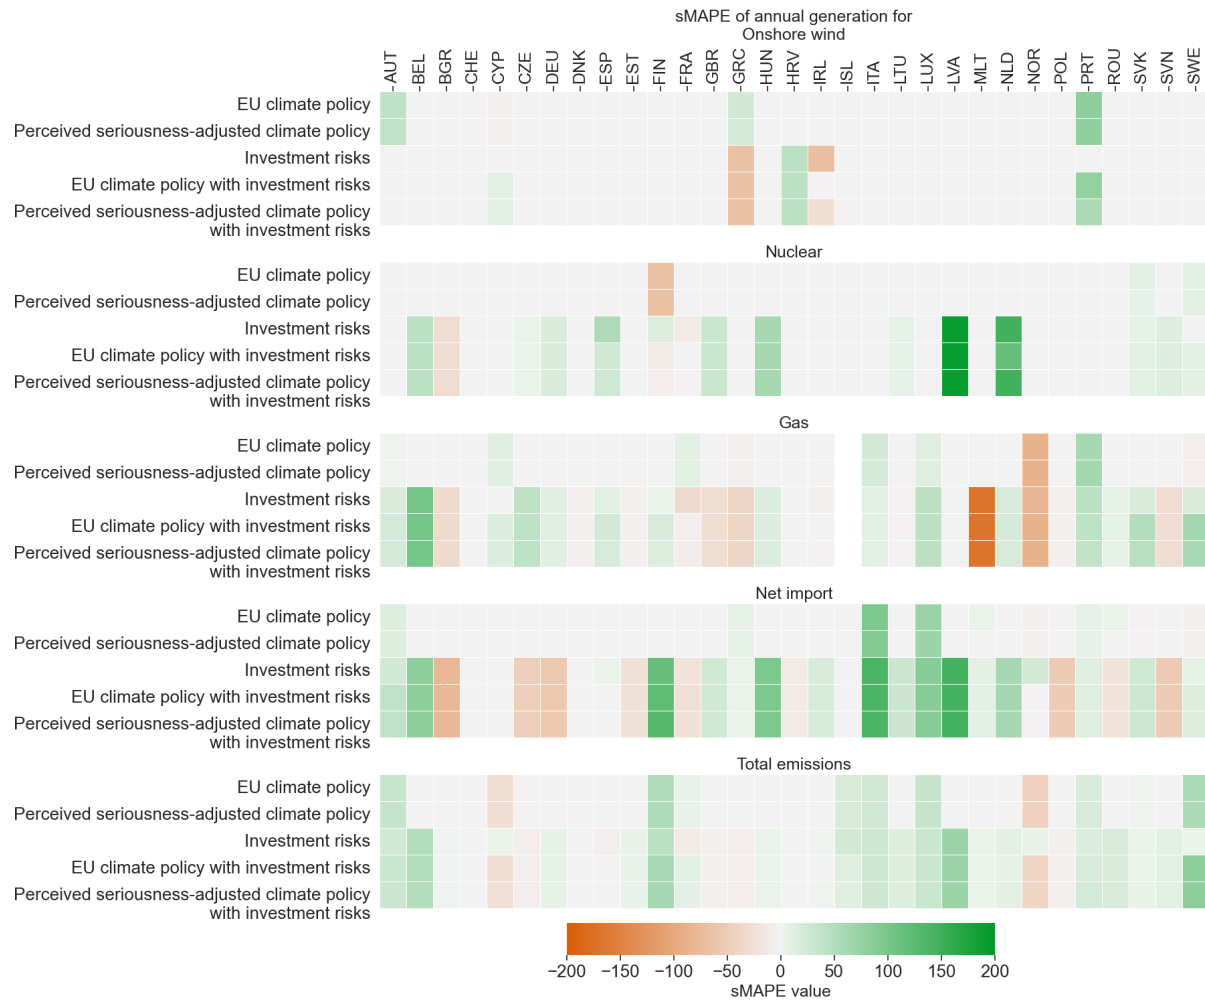 sMAPE of annual generation for
Onshore wind
AUT BEL BGR CHE CYP CZE DEU DNK ESP EST FIN FRA GBR GRC HUN HRV IRL ISL ITA LTU LUX LVA MLT NLD NOR POL PRT ROU SVK SVN SWE
EU climate policy
Perceived seriousness-adjusted climate policy
Investment risks
EU climate policy with investment risks
Perceived seriousness-adjusted climate policy
with investment risks
Nuclear
EU climate policy
Perceived seriousness-adjusted climate policy
Investment risks
EU climate policy with investment risks
Perceived seriousness-adjusted climate policy
with investment risks
Gas
EU climate policy
Perceived seriousness-adjusted climate policy
Investment risks
EU climate policy with investment risks
Perceived seriousness-adjusted climate policy
with investment risks
Net import
EU climate policy
Perceived seriousness-adjusted climate policy
Investment risks
EU climate policy with investment risks
Perceived seriousness-adjusted climate policy
with investment risks
Total emissions
EU climate policy
Perceived seriousness-adjusted climate policy
Investment risks
EU climate policy with investment risks
Perceived seriousness-adjusted climate policy
with investment risks
−200 −150 −100 −50 0 50 100 150 200
sMAPE value